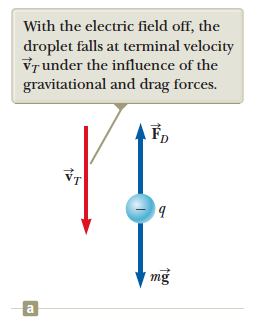 With the electric field off, the
droplet falls at terminal velocity
v⃗T under the influence of the
gravitational and drag forces.
F⃗D
v⃗T
q
−
mg⃗
a